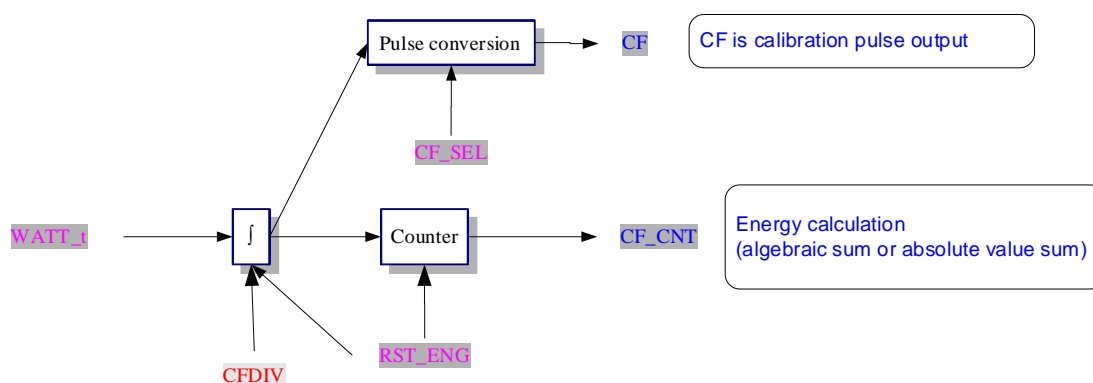 Pulse conversion
CF
CF is calibration pulse output
CF_SEL
WATT_t
∫
Counter
CF_CNT
Energy calculation
(algebraic sum or absolute value sum)
RST_ENG
CFDIV